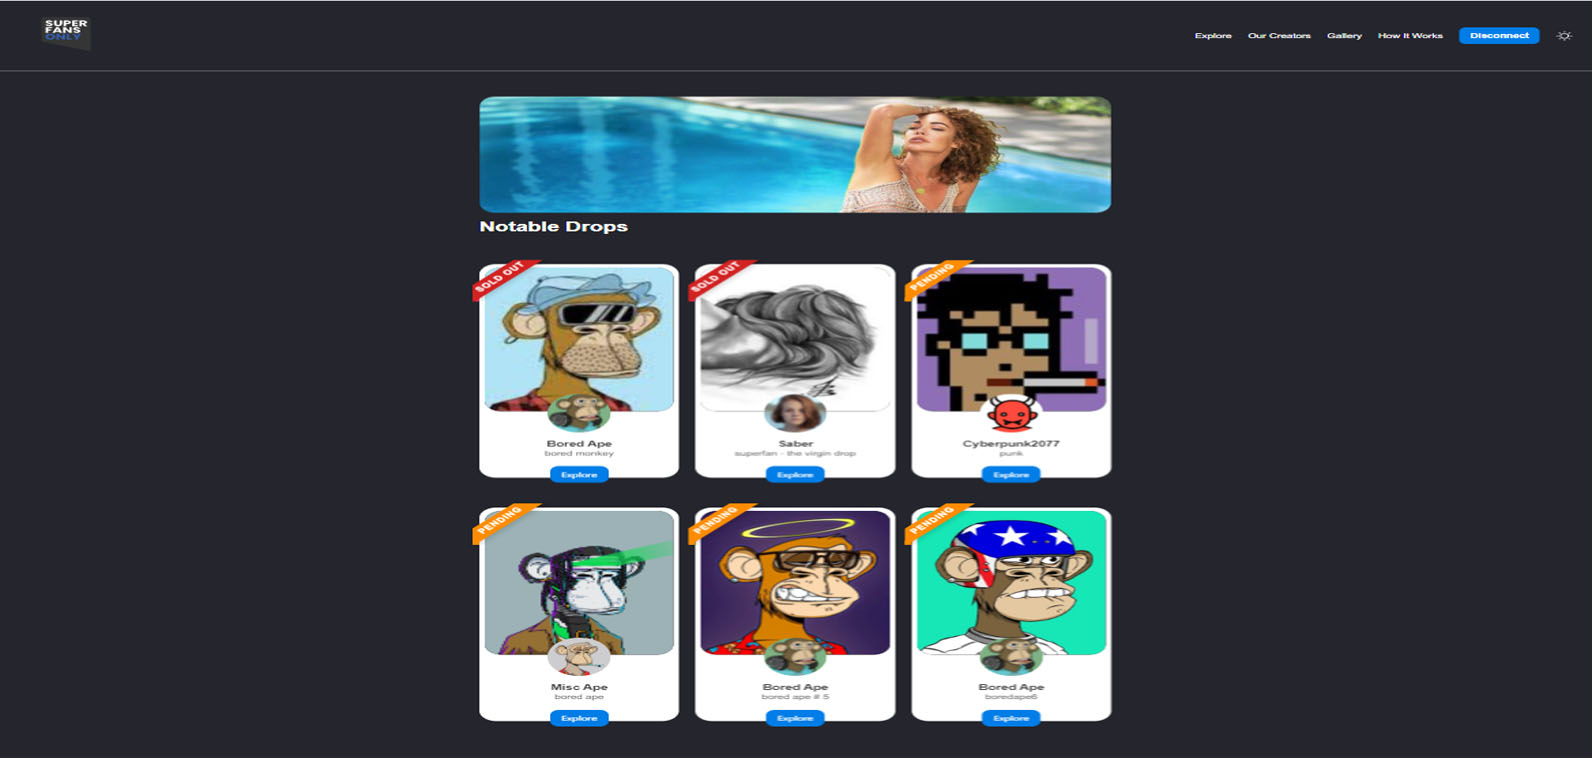 SUPER
FANS
ONLY
Explore Our Creators Gallery How It Works Disconnect
Notable Drops
SOLD OUT SOLD OUT PENDING
Bored Ape Saber Cyberpunk2077
bored monkey superfan - the virgin drop punk
Explore Explore Explore
PENDING PENDING PENDING
Misc Ape Bored Ape Bored Ape
bored ape bored ape # 5 boredape6
Explore Explore Explore